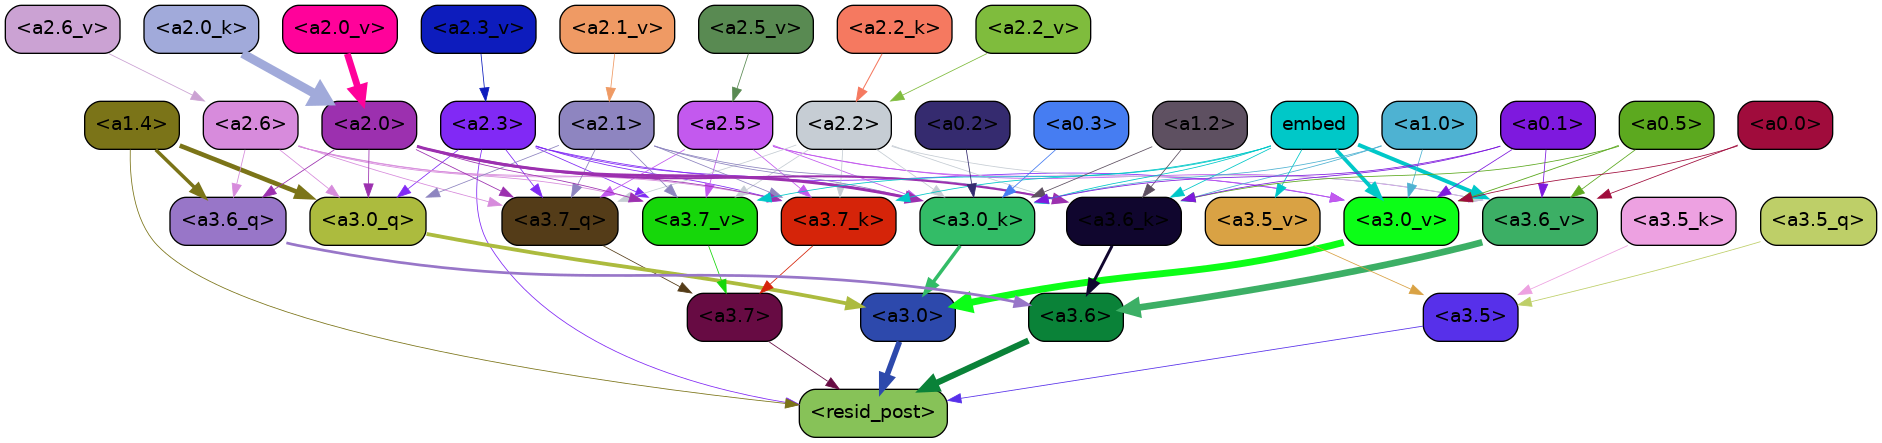 <a2.6_v> <a2.0_k> <a2.0_v> <a2.3_v> <a2.1_v> <a2.5_v> <a2.2_k> <a2.2_v>
<a1.4> <a2.6> <a2.0> <a2.3> <a2.1> <a2.5> <a2.2> <a0.2> <a0.3> <a1.2> embed <a1.0> <a0.1> <a0.5> <a0.0>
<a3.6_q> <a3.0_q> <a3.7_q> <a3.7_v> <a3.7_k> <a3.0_k> <a3.6_k> <a3.5_v> <a3.0_v> <a3.6_v> <a3.5_k> <a3.5_q>
<a3.7> <a3.0> <a3.6> <a3.5>
<resid_post>